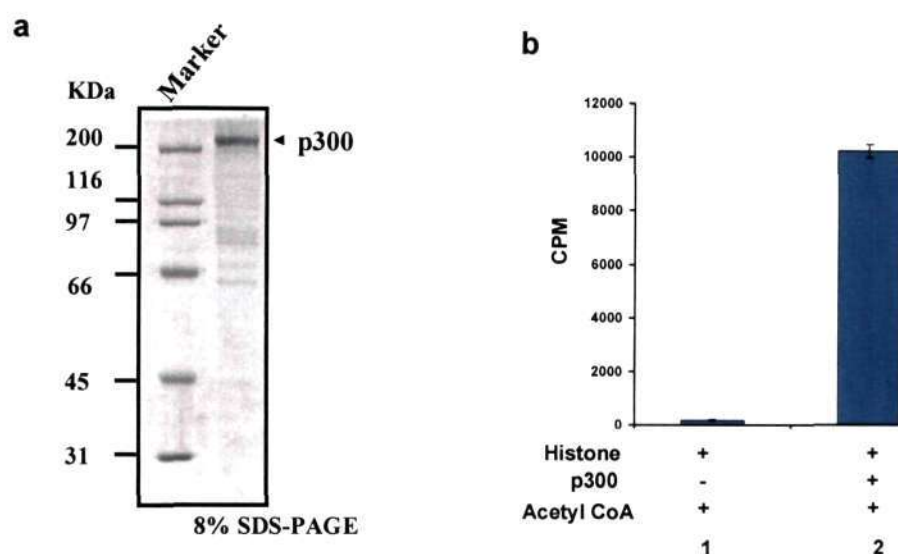 a
Marker
KDa
200
116
97
66
45
31
p300
8% SDS-PAGE
b
CPM
12000
10000
8000
6000
4000
2000
0
Histone + +
p300 - +
Acetyl CoA + +
1 2